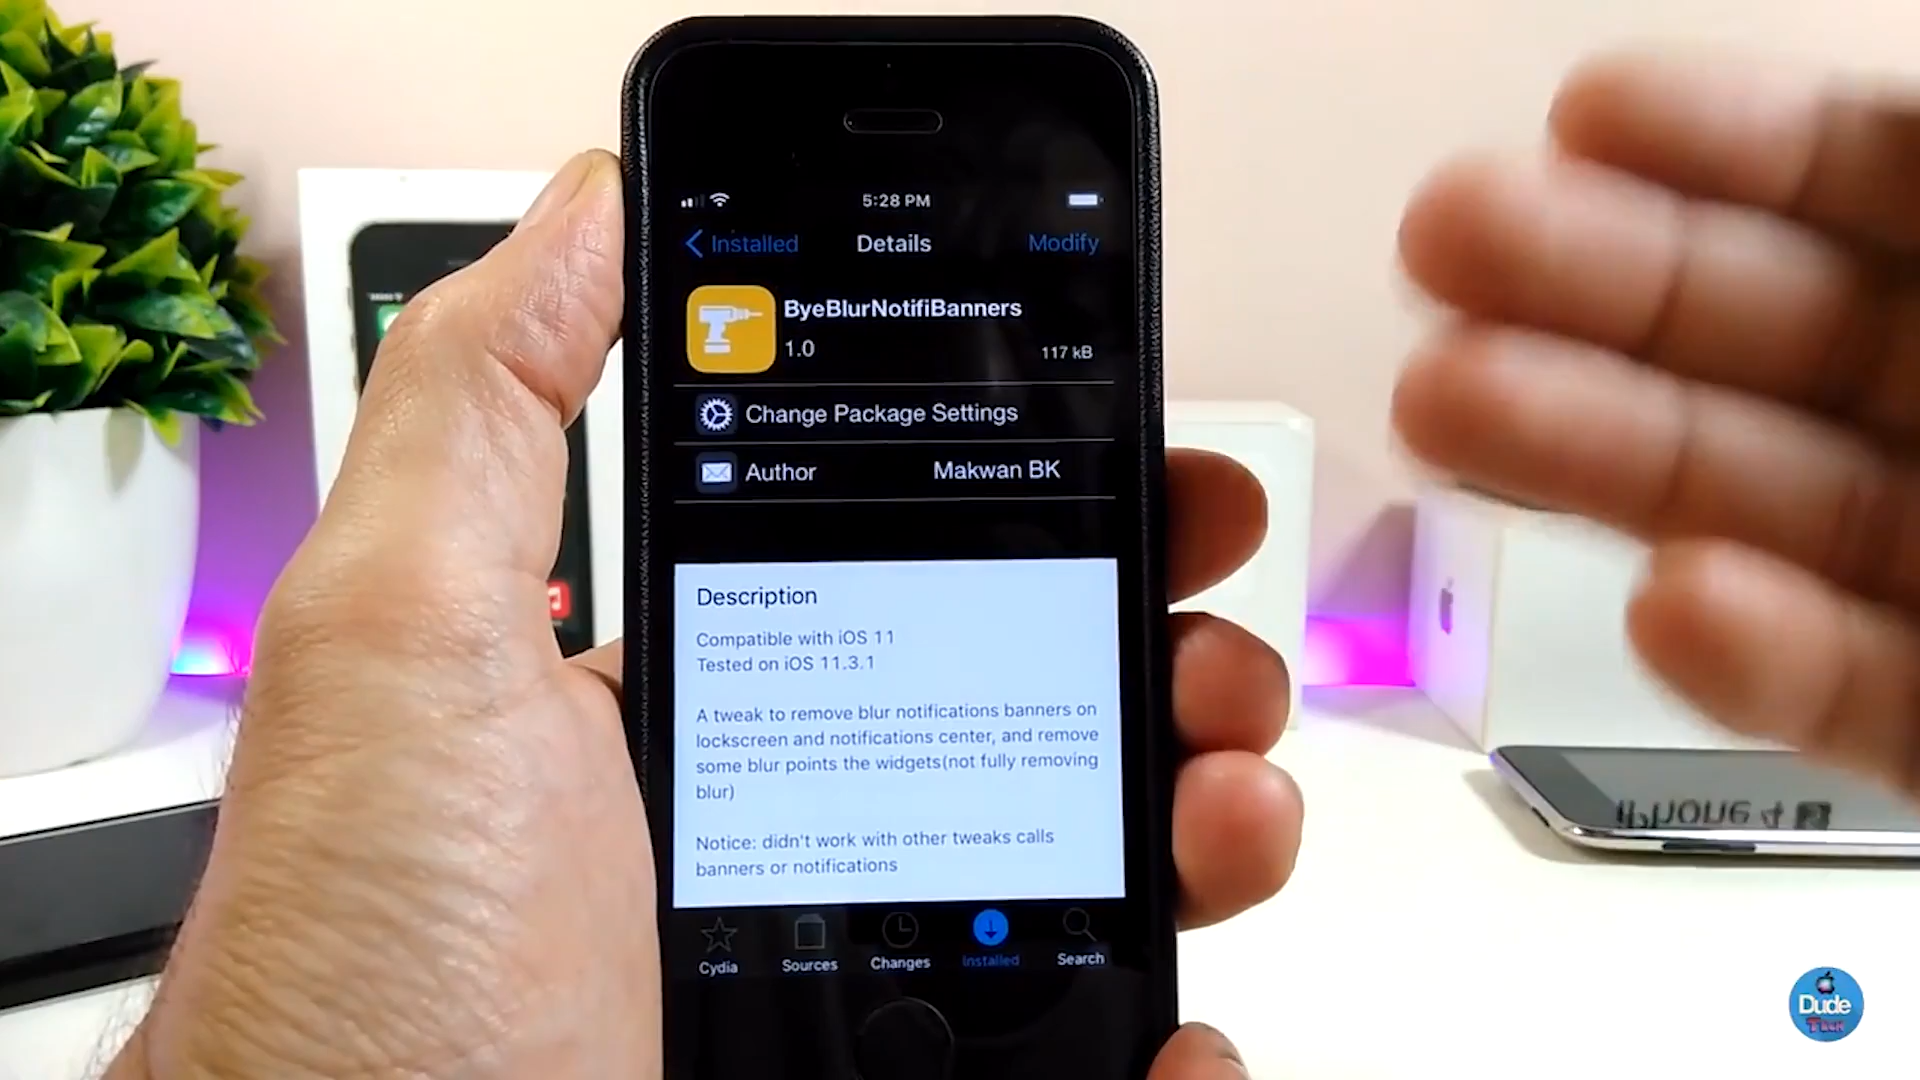 5:28 PM
Installed
Details
Modify
ByeBlurNotifiBanners
1.0
117 kB
Change Package Settings
Author
Makwan BK
Description
Compatible with iOS 11
Tested on iOS 11.3.1
A tweak to remove blur notifications banners on
lockscreen and notifications center, and remove
some blur points the widgets(not fully removing
blur)
Notice: didn't work with other tweaks calls
banners or notifications
Cydia
Sources
Changes
Installed
Search
iPhone 4
Dude
Tech